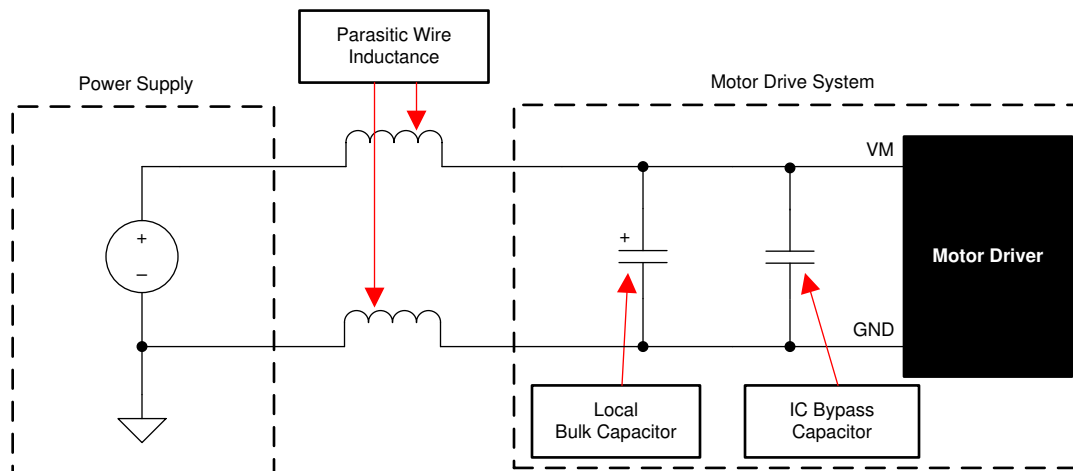 Parasitic Wire
Inductance
Power Supply
Motor Drive System
VM
+
–
+
Motor Driver
GND
Local
Bulk Capacitor
IC Bypass
Capacitor